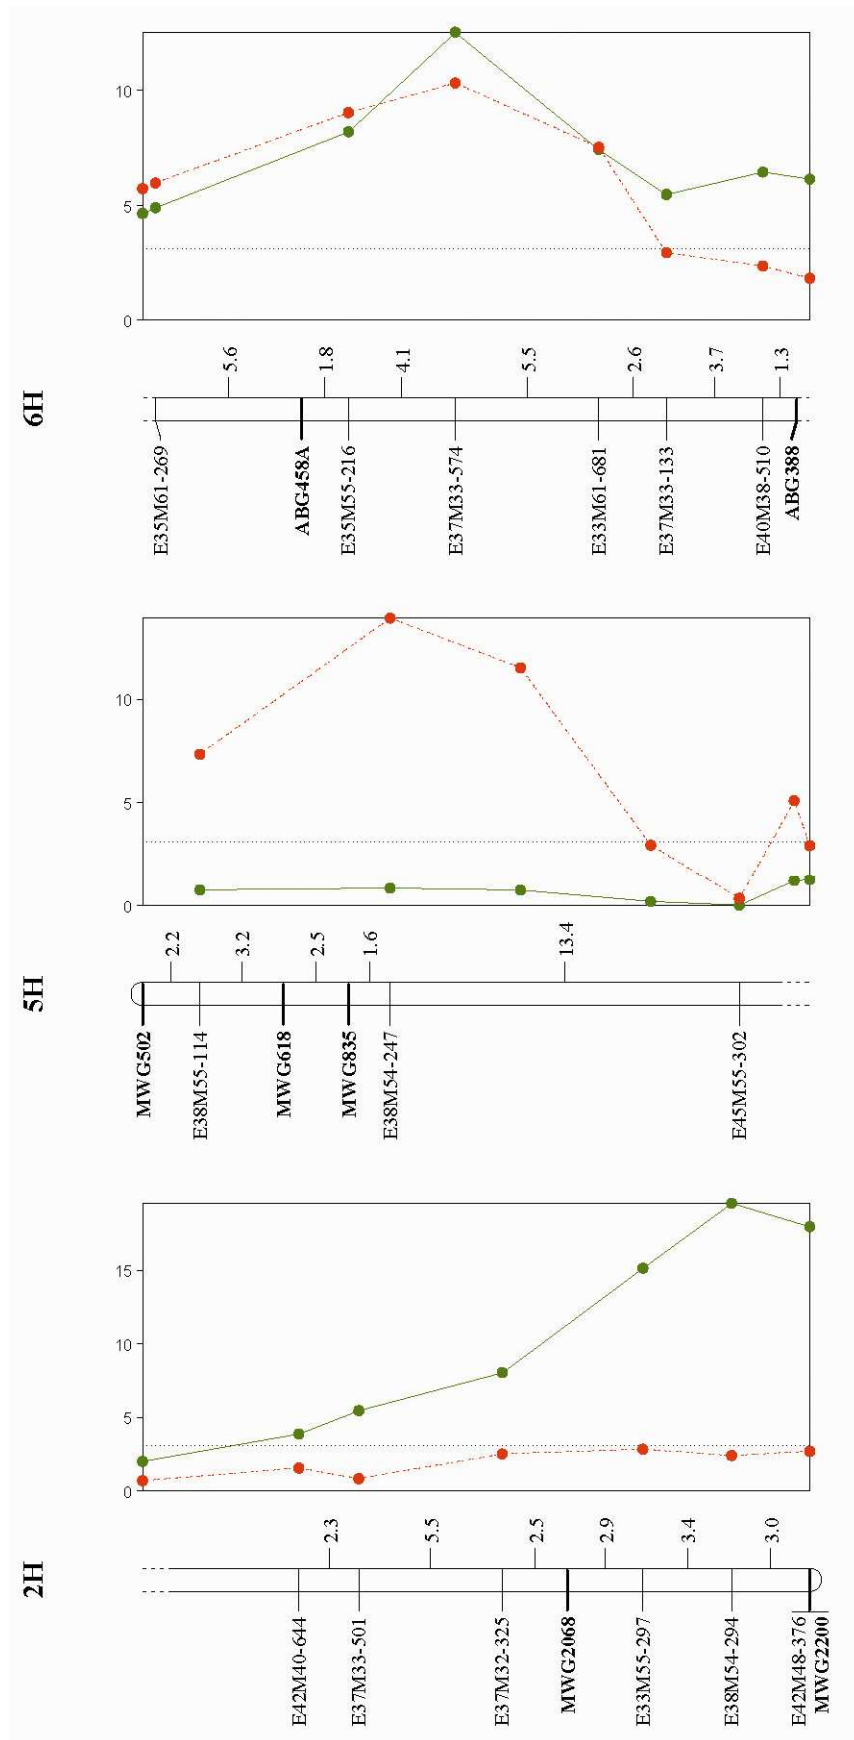 6H
10
5
0
5.6
1.8
4.1
5.5
2.6
3.7
1.3
E35M61-269
ABG458A
E35M55-216
E37M33-574
E33M61-681
E37M33-133
E40M38-510
ABG388
5H
10
5
0
2.2
3.2
2.5
1.6
13.4
MWG502
E38M55-114
MWG618
MWG835
E38M54-247
E45M55-302
2H
15
10
5
0
2.3
5.5
2.5
2.9
3.4
3.0
E42M40-644
E37M33-501
E37M32-325
MWG2068
E33M55-297
E38M54-294
E42M48-376
MWG2200